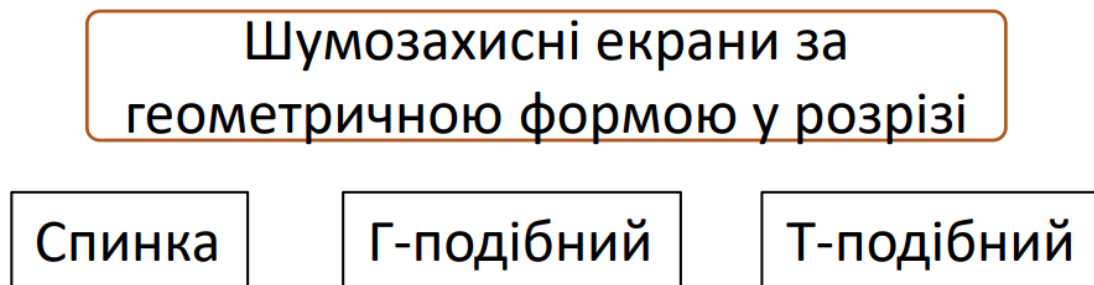 Шумозахисні екрани за
геометричною формою у розрізі
Спинка
Г-подібний
Т-подібний